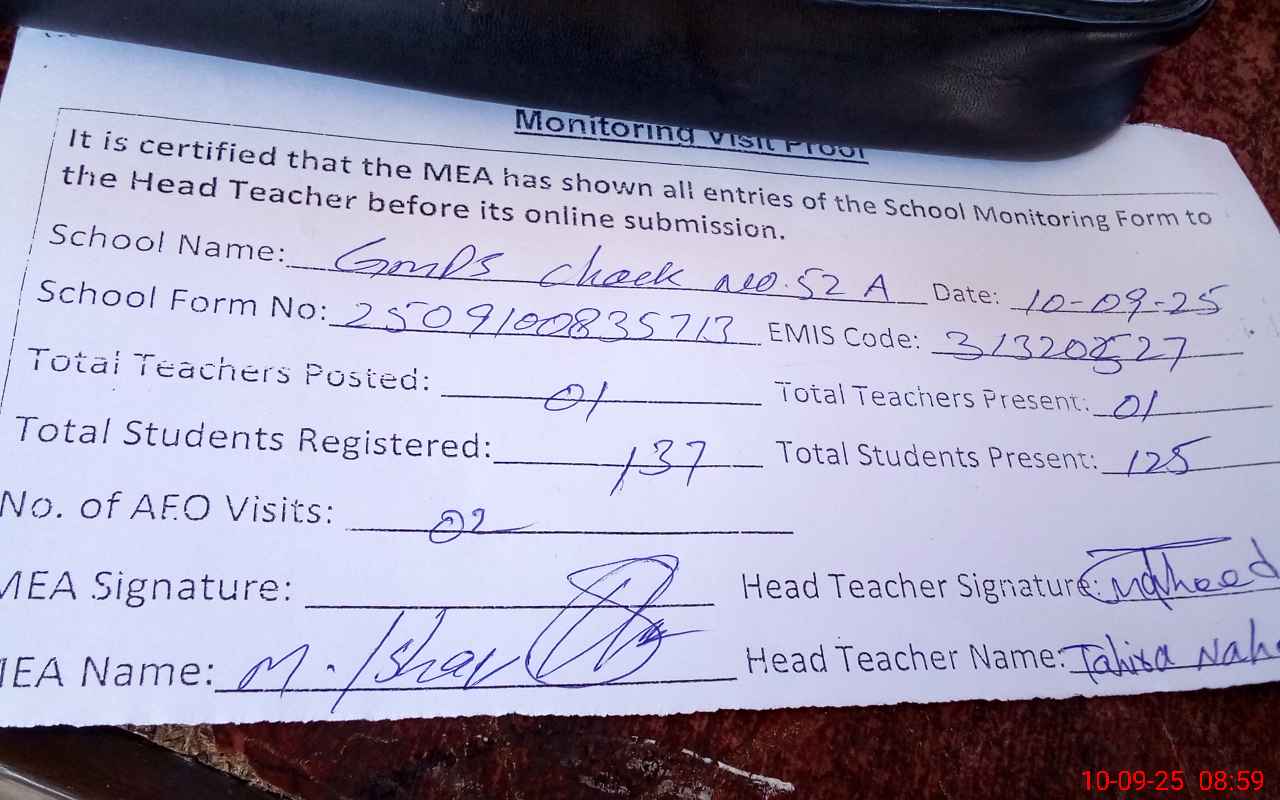 Monitoring Visit Proof
It is certified that the MEA has shown all entries of the School Monitoring Form to
the Head Teacher before its online submission.
School Name: GMPS Chack No. 52 A Date: 10-09-25
School Form No: 2509100835713 EMIS Code: 31320527
Total Teachers Posted: 01 Total Teachers Present: 01
Total Students Registered: 137 Total Students Present: 125
No. of AEO Visits: 02
MEA Signature: Head Teacher Signature: Naheed
MEA Name: M. Head Teacher Name: Tahira Nah
10-09-25 08:59